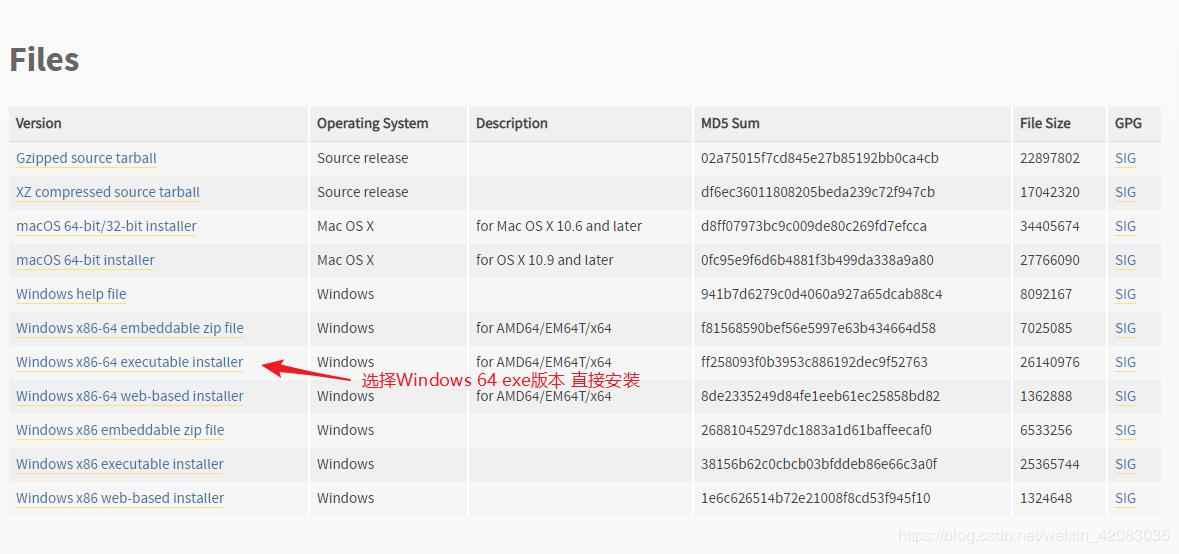 Files
Version Operating System Description MD5 Sum File Size GPG
Gzipped source tarball Source release 02a75015f7cd845e27b85192bb0ca4cb 22897802 SIG
XZ compressed source tarball Source release df6ec36011808205beda239c72f947cb 17042320 SIG
macOS 64-bit/32-bit installer Mac OS X for Mac OS X 10.6 and later d8ff07973bc9c009de80c269fd7efcca 34405674 SIG
macOS 64-bit installer Mac OS X for OS X 10.9 and later 0fc95e9f6d6b4881f3b499da338a9a80 27766090 SIG
Windows help file Windows 941b7d6279c0d4060a927a65dcab88c4 8092167 SIG
Windows x86-64 embeddable zip file Windows for AMD64/EM64T/x64 f81568590bef56e5997e63b434664d58 7025085 SIG
Windows x86-64 executable installer Windows for AMD64/EM64T/x64 ff258093f0b3953c886192dec9f52763 26140976 SIG
选择Windows 64 exe版本 直接安装
Windows x86-64 web-based installer Windows for AMD64/EM64T/x64 8de2335249d84fe1eeb61ec25858bd82 1362888 SIG
Windows x86 embeddable zip file Windows 26881045297dc1883a1d61baffeecaf0 6533256 SIG
Windows x86 executable installer Windows 38156b62c0cbcb03bfddeb86e66c3a0f 25365744 SIG
Windows x86 web-based installer Windows 1e6c626514b72e21008f8cd53f945f10 1324648 SIG
https://blog.csdn.net/weixin_42083036